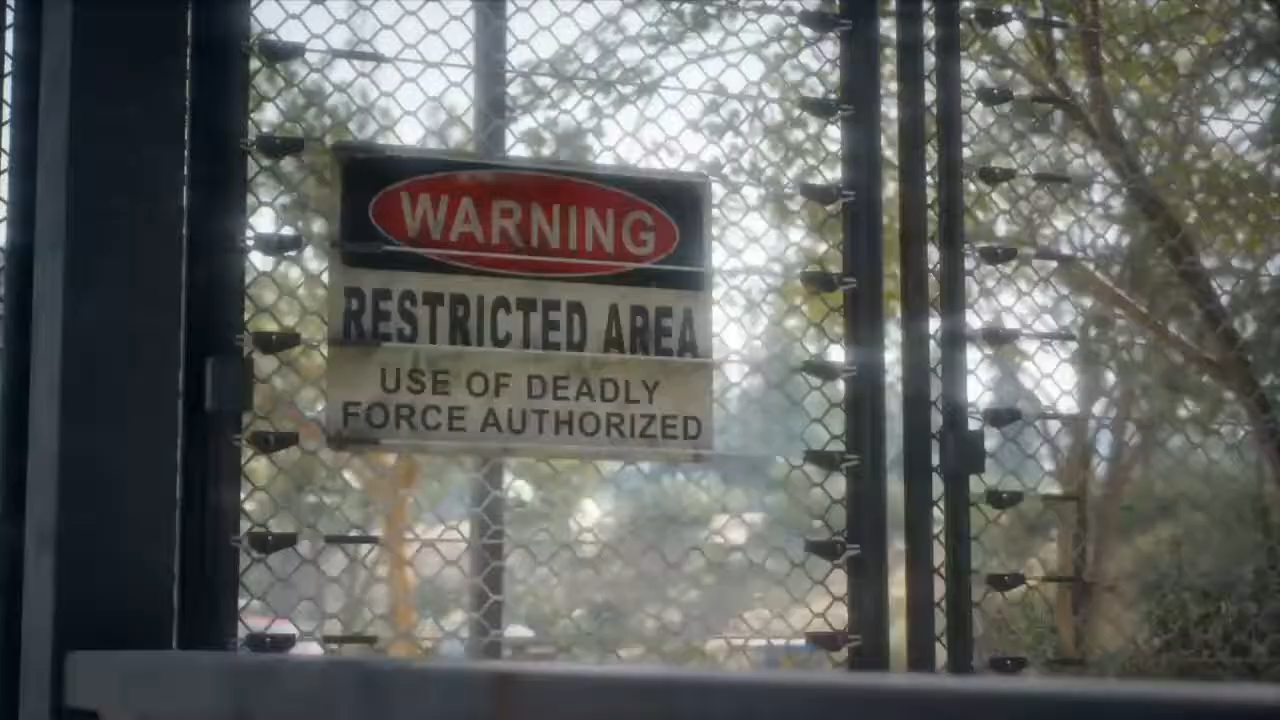 WARNING
RESTRICTED AREA
USE OF DEADLY
FORCE AUTHORIZED